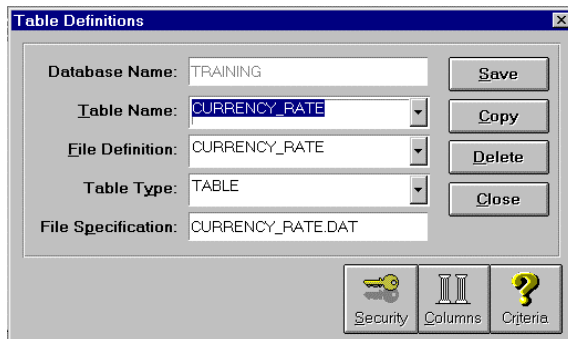 Table Definitions
Database Name: TRAINING
Save
Table Name: CURRENCY_RATE
Copy
File Definition: CURRENCY_RATE
Delete
Table Type: TABLE
Close
File Specification: CURRENCY_RATE.DAT
Security Columns Criteria